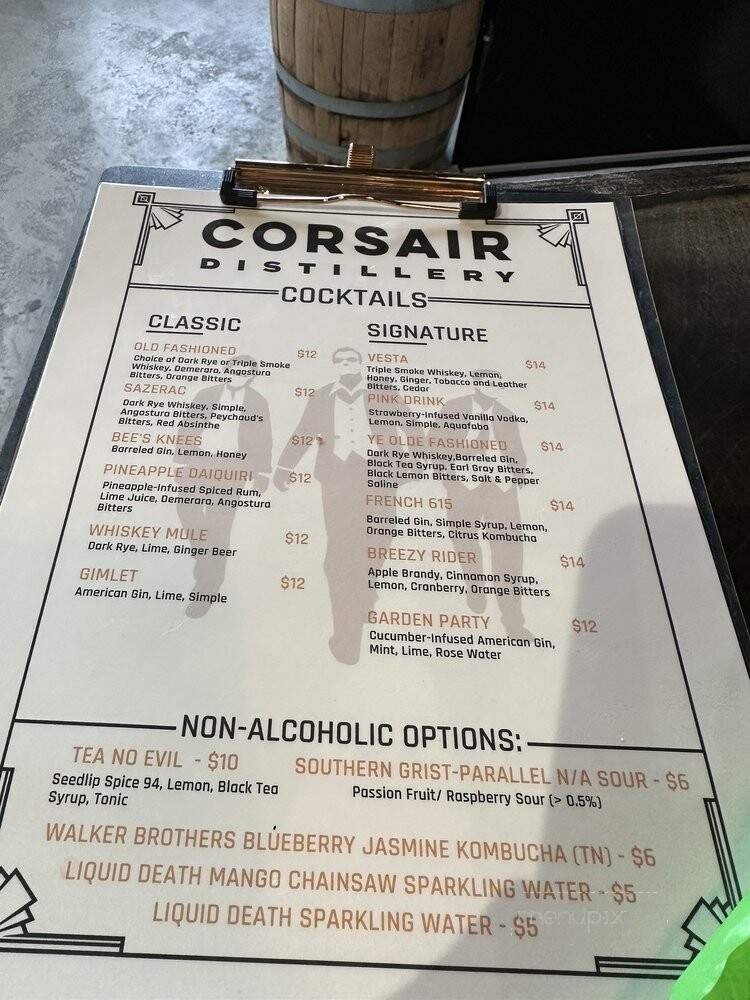 CORSAIR
DISTILLERY
COCKTAILS
CLASSIC
OLD FASHIONED $12
Choice of Dark Rye or Triple Smoke
Whiskey, Demerara, Angostura
Bitters, Orange Bitters
SAZERAC $12
Dark Rye Whiskey, Simple,
Angostura Bitters, Peychaud's
Bitters, Red Absinthe
BEE'S KNEES $12
Barreled Gin, Lemon, Honey
PINEAPPLE DAIQUIRI $12
Pineapple-Infused Spiced Rum,
Lime Juice, Demerara, Angostura
Bitters
WHISKEY MULE $12
Dark Rye, Lime, Ginger Beer
GIMLET $12
American Gin, Lime, Simple
SIGNATURE
VESTA $14
Triple Smoke Whiskey, Lemon,
Honey, Ginger, Tobacco and Leather
Bitters, Cedar
PINK DRINK $14
Strawberry-Infused Vanilla Vodka,
Lemon, Simple, Aquafaba
YE OLDE FASHIONED $14
Dark Rye Whiskey,Barreled Gin,
Black Tea Syrup, Earl Gray Bitters,
Black Lemon Bitters, Salt & Pepper
Saline
FRENCH 615 $14
Barreled Gin, Simple Syrup, Lemon,
Orange Bitters, Citrus Kombucha
BREEZY RIDER $14
Apple Brandy, Cinnamon Syrup,
Lemon, Cranberry, Orange Bitters
GARDEN PARTY $12
Cucumber-Infused American Gin,
Mint, Lime, Rose Water
NON-ALCOHOLIC OPTIONS:
TEA NO EVIL - $10
Seedlip Spice 94, Lemon, Black Tea
Syrup, Tonic
SOUTHERN GRIST-PARALLEL N/A SOUR - $6
Passion Fruit/ Raspberry Sour (> 0.5%)
WALKER BROTHERS BLUEBERRY JASMINE KOMBUCHA (TN) - $6
LIQUID DEATH MANGO CHAINSAW SPARKLING WATER - $5
LIQUID DEATH SPARKLING WATER - $5
menupix